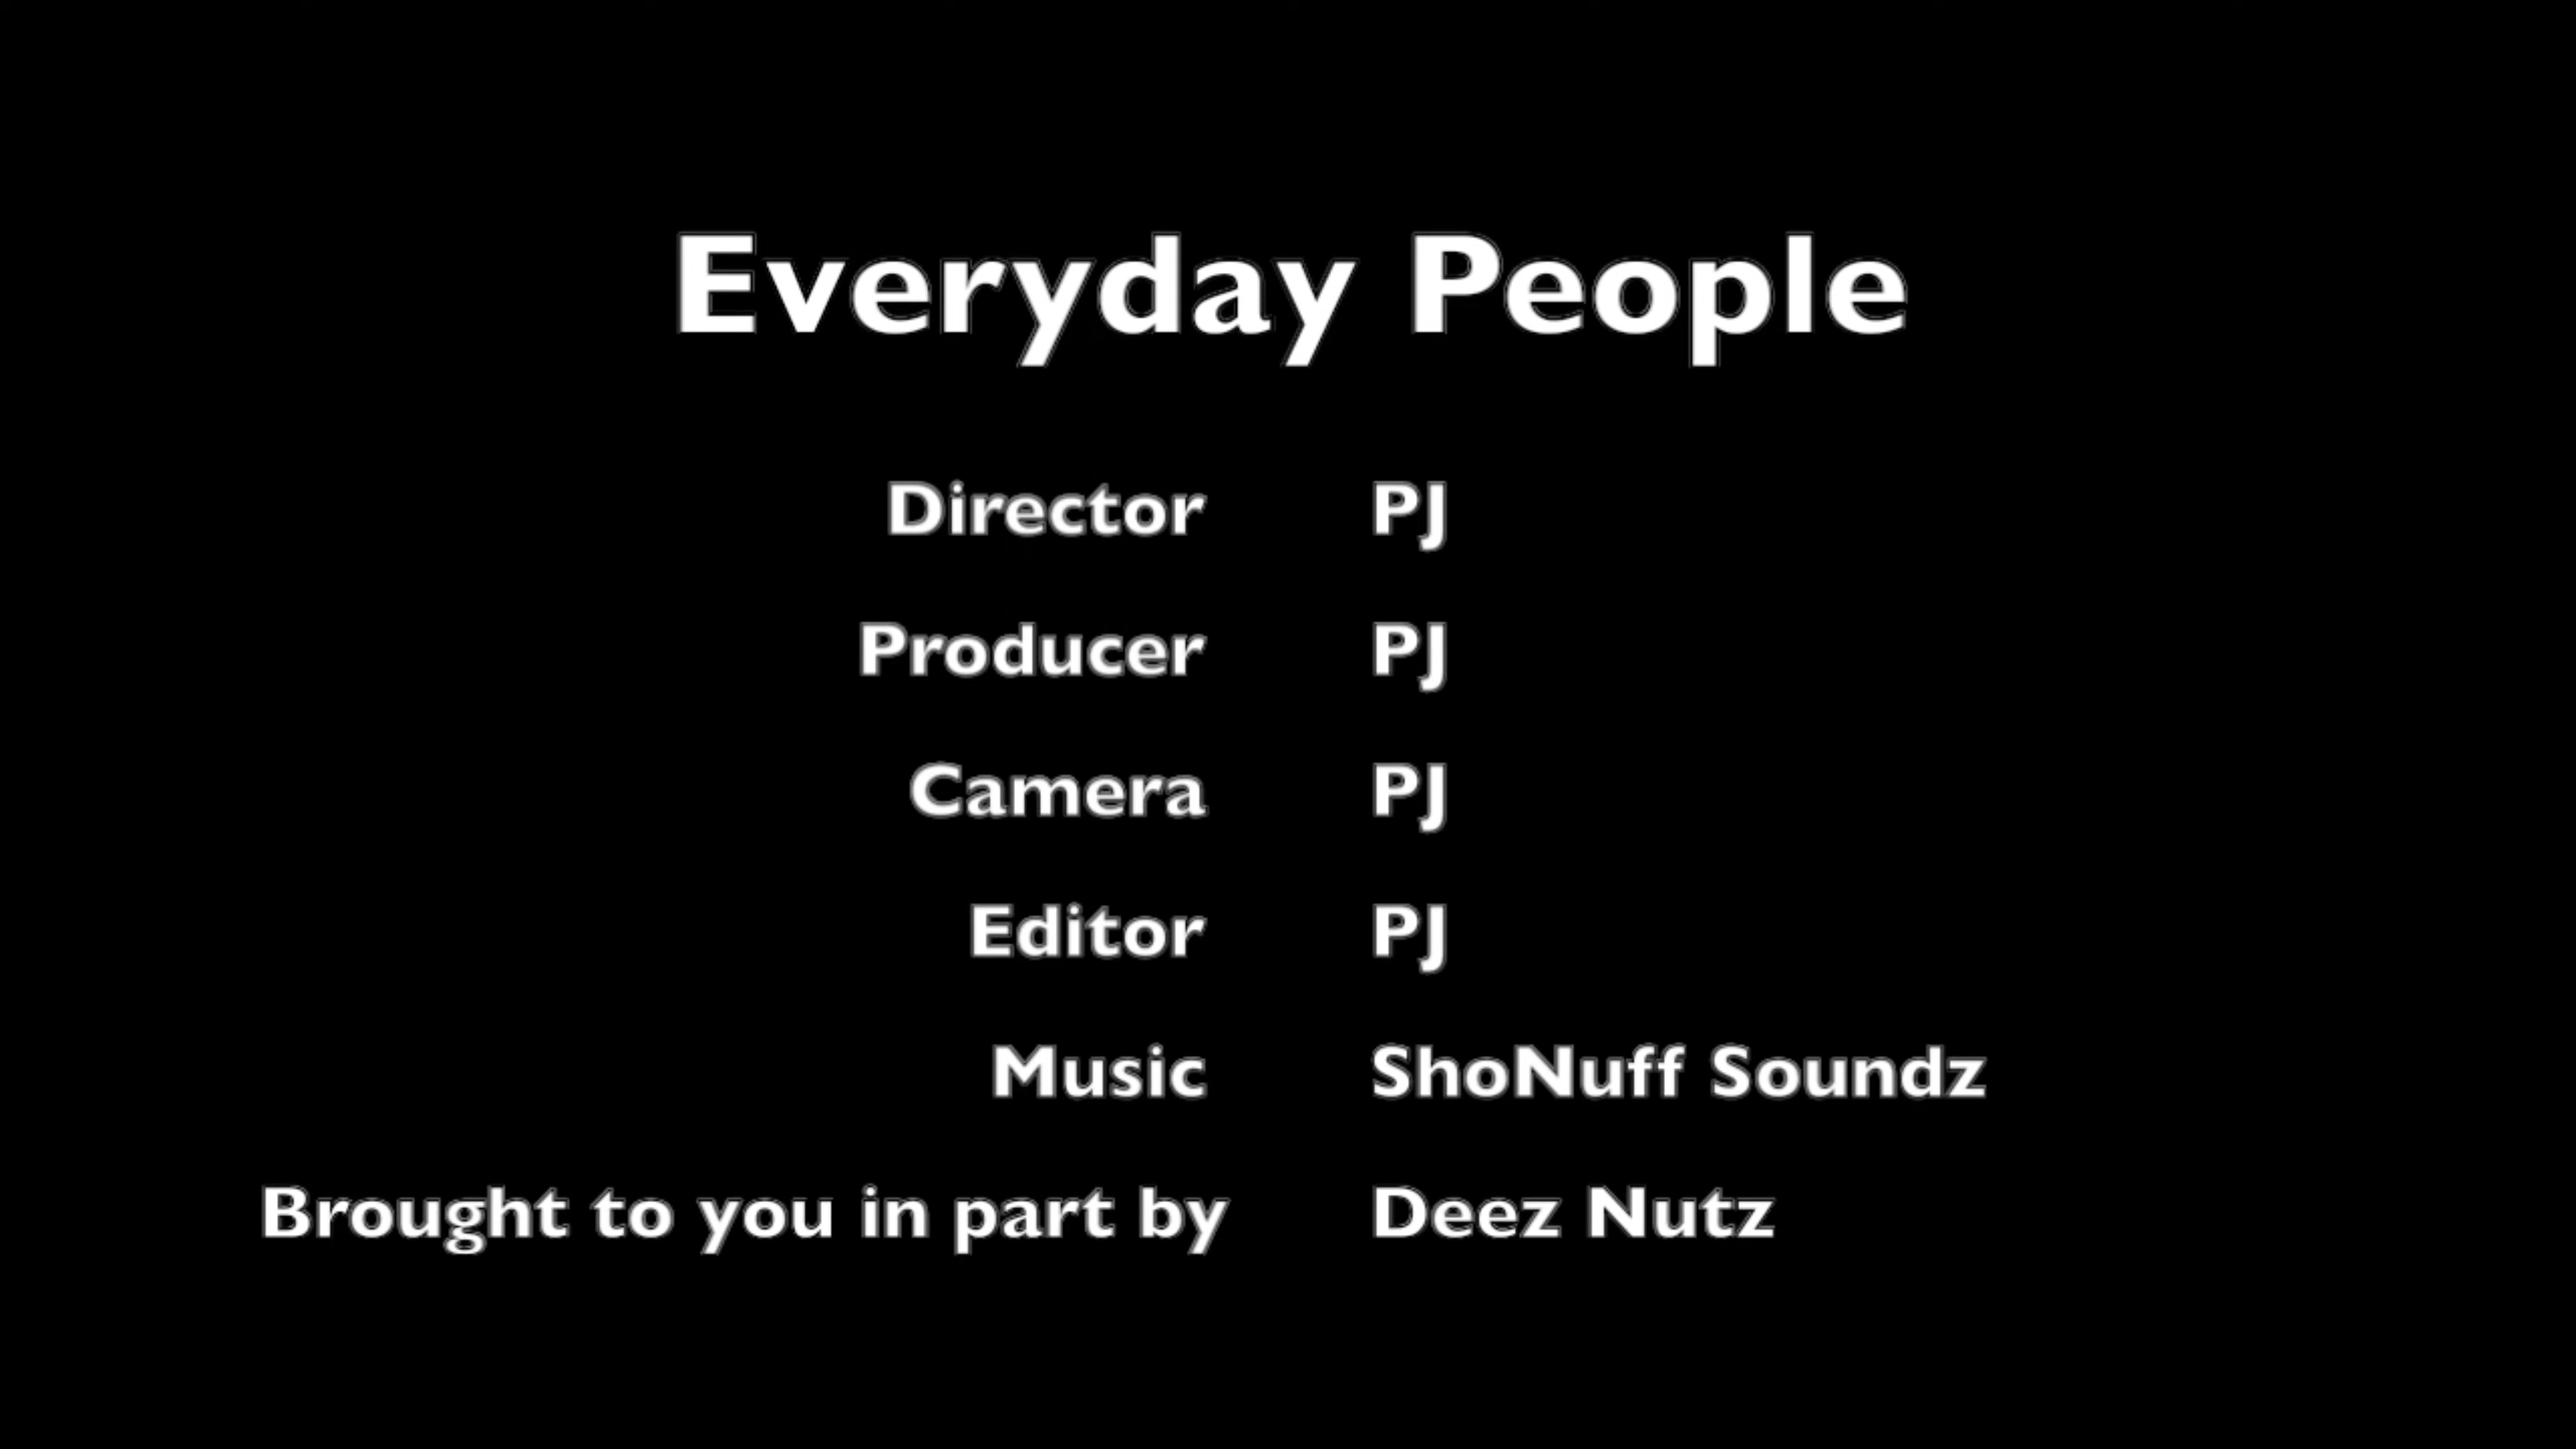 Everyday People
Director PJ
Producer PJ
Camera PJ
Editor PJ
Music ShoNuff Soundz
Brought to you in part by Deez Nutz